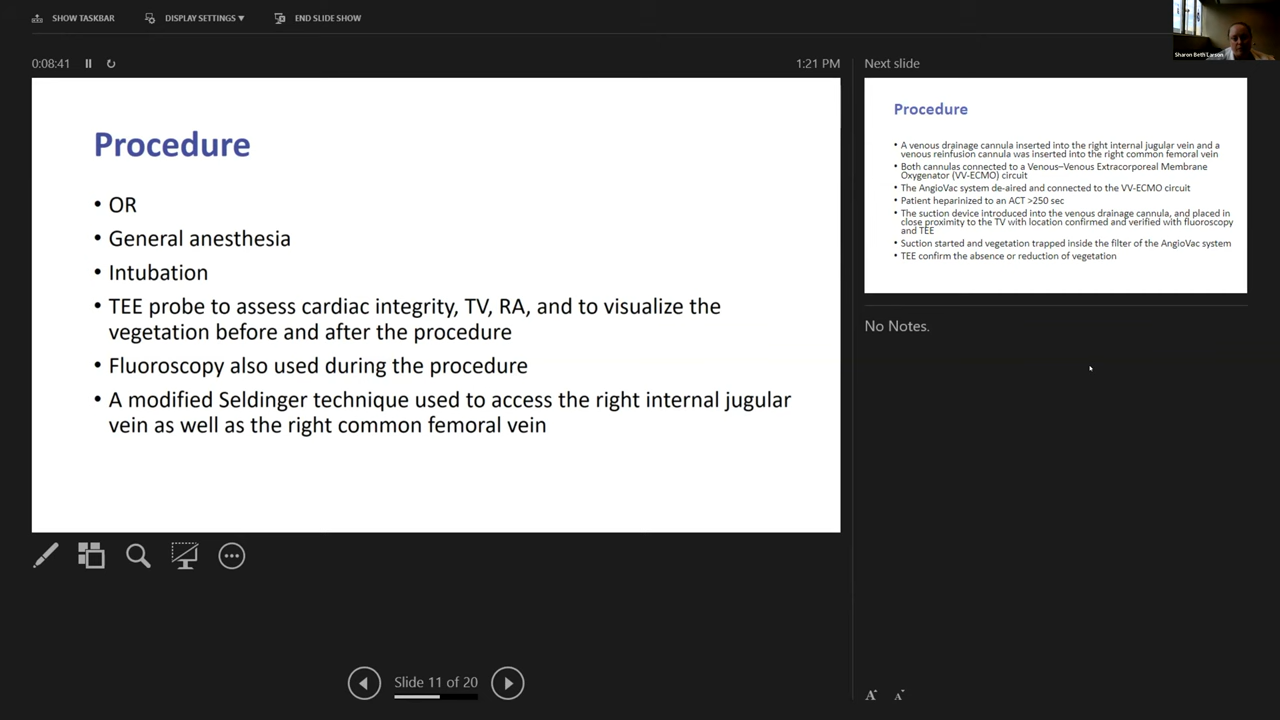 SHOW TASKBAR
DISPLAY SETTINGS ▾
END SLIDE SHOW
Sharon Beth Larson
0:08:41
1:21 PM
Procedure
• OR
• General anesthesia
• Intubation
• TEE probe to assess cardiac integrity, TV, RA, and to visualize the
vegetation before and after the procedure
• Fluoroscopy also used during the procedure
• A modified Seldinger technique used to access the right internal jugular
vein as well as the right common femoral vein
Slide 11 of 20
Next slide
Procedure
• A venous drainage cannula inserted into the right internal jugular vein and a
venous reinfusion cannula was inserted into the right common femoral vein
• Both cannulas connected to a Venous–Venous Extracorporeal Membrane
Oxygenator (VV-ECMO) circuit
• The AngioVac system de-aired and connected to the VV-ECMO circuit
• Patient heparinized to an ACT >250 sec
• The suction device introduced into the venous drainage cannula, and placed in
close proximity to the TV with location confirmed and verified with fluoroscopy
and TEE
• Suction started and vegetation trapped inside the filter of the AngioVac system
• TEE confirm the absence or reduction of vegetation
No Notes.
A A